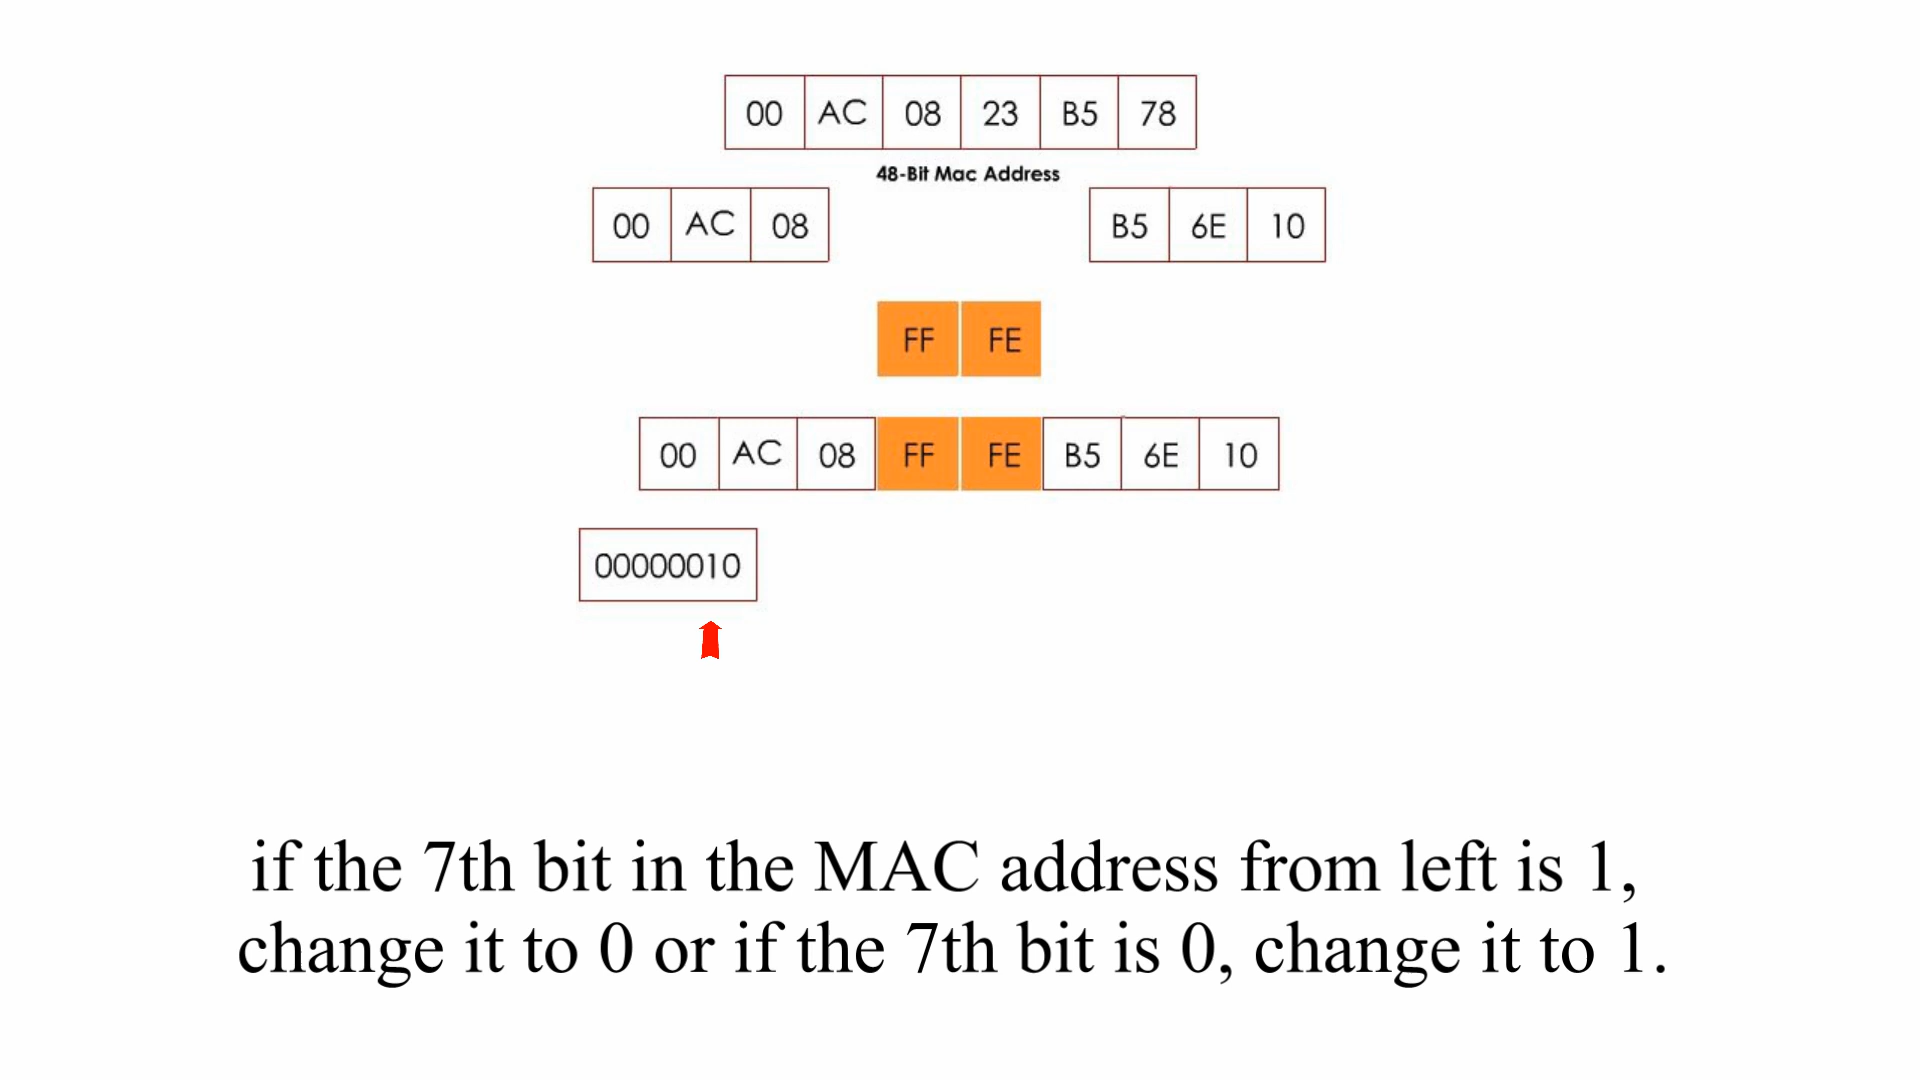 00 AC 08 23 B5 78
48-Bit Mac Address
00 AC 08 B5 6E 10
FF FE
00 AC 08 FF FE B5 6E 10
00000010
if the 7th bit in the MAC address from left is 1,
change it to 0 or if the 7th bit is 0, change it to 1.